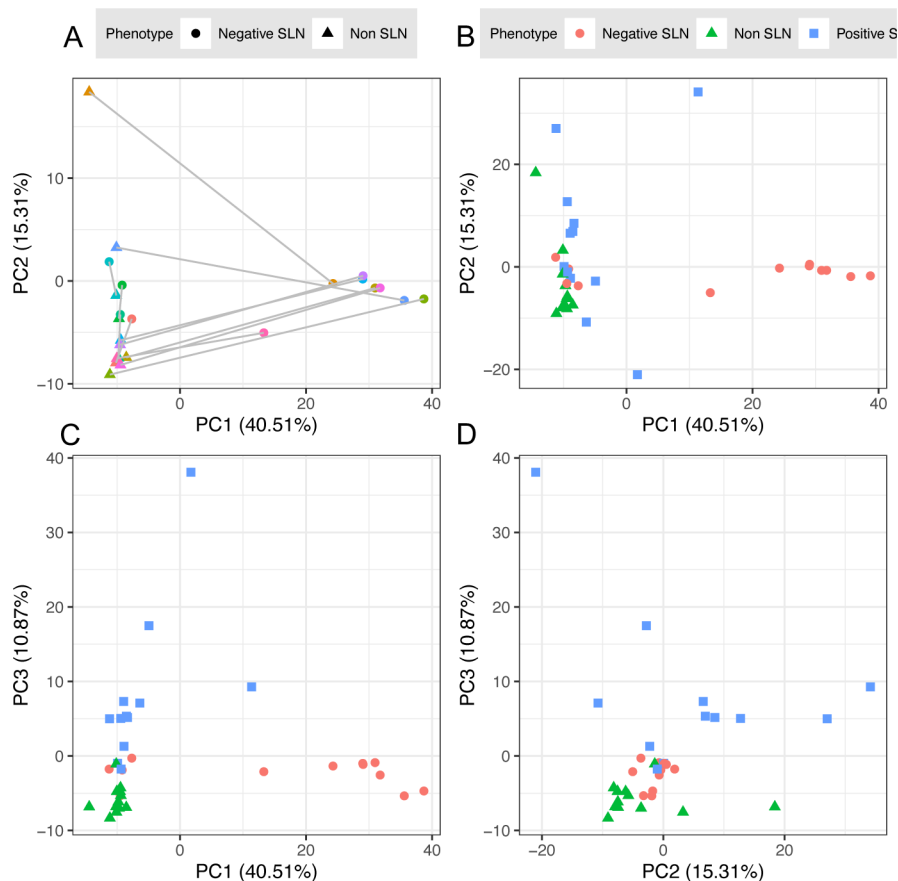 A Phenotype Negative SLN Non SLN
B Phenotype Negative SLN Non SLN Positive S
PC2 (15.31%)
10
0
−10
0 20 40
PC1 (40.51%)
PC2 (15.31%)
20
0
−20
0 20 40
PC1 (40.51%)
C
PC3 (10.87%)
40
30
20
10
0
−10
0 20 40
PC1 (40.51%)
D
PC3 (10.87%)
40
30
20
10
0
−10
−20 0 20
PC2 (15.31%)